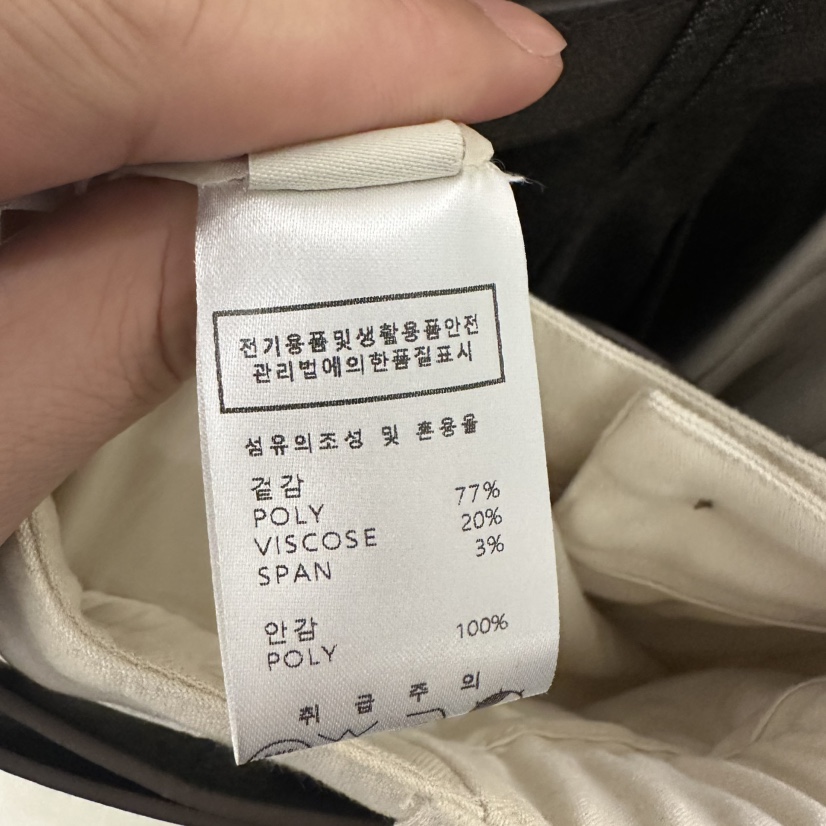 전기용품및생활용품안전
관리법에의한품질표시
섬유의조성 및 혼용율
겉감
POLY 77%
VISCOSE 20%
SPAN 3%
안감
POLY 100%
취급주의